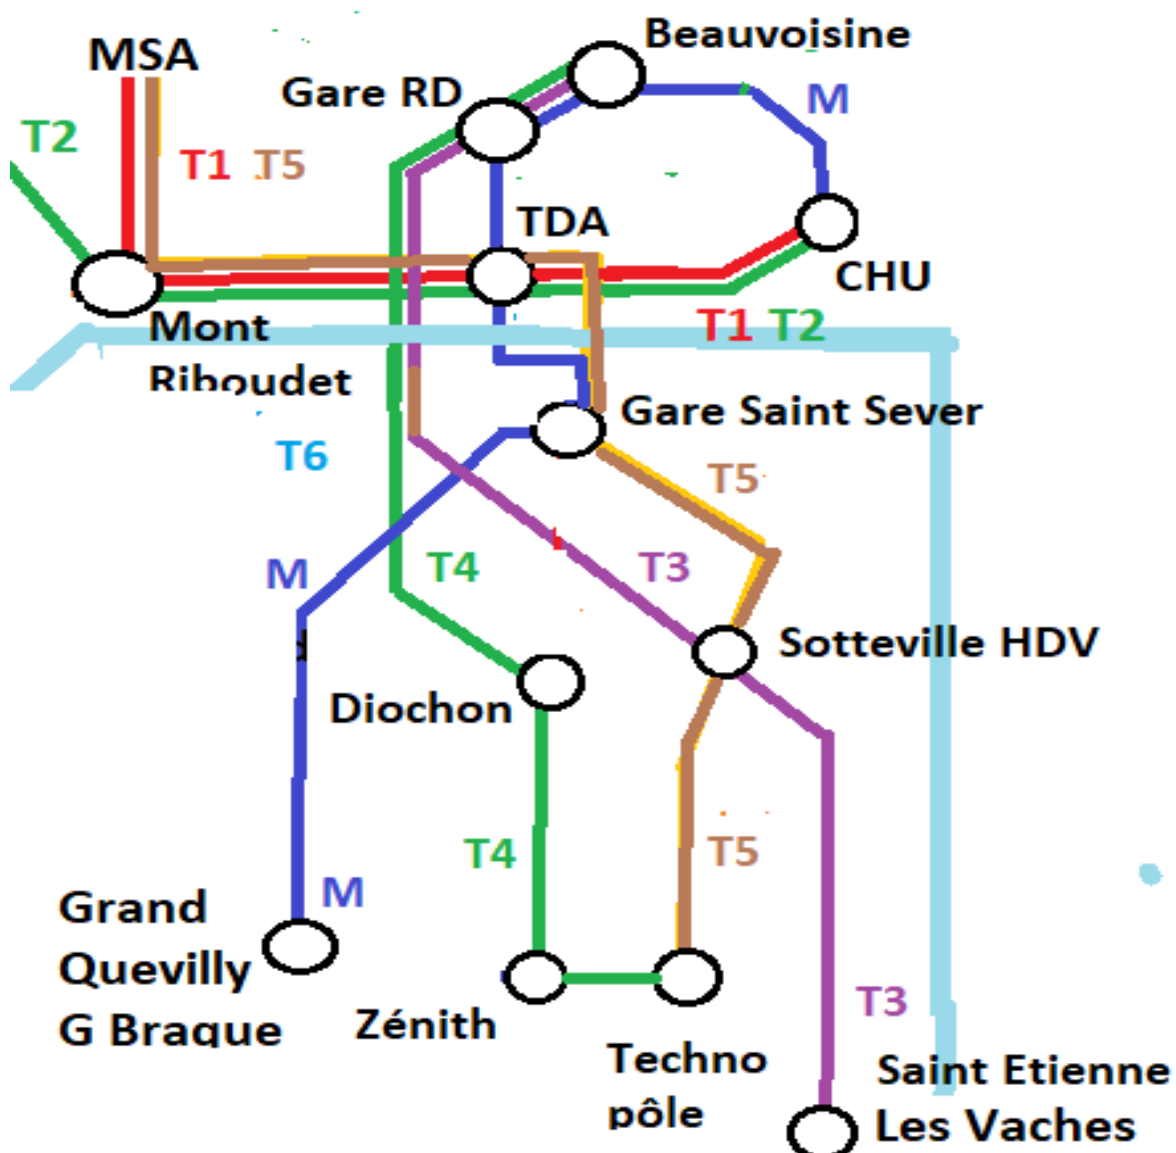 Beauvoisine
MSA
Gare RD
M
T2
T1 T5
TDA
CHU
Mont
Riboudet
T1 T2
Gare Saint Sever
T6
T5
M
T4
T3
Sotteville HDV
d
Diochon
T4
T5
M
Grand
Quevilly
G Braque
Zénith
T3
Techno
pôle
Saint Etienne
Les Vaches